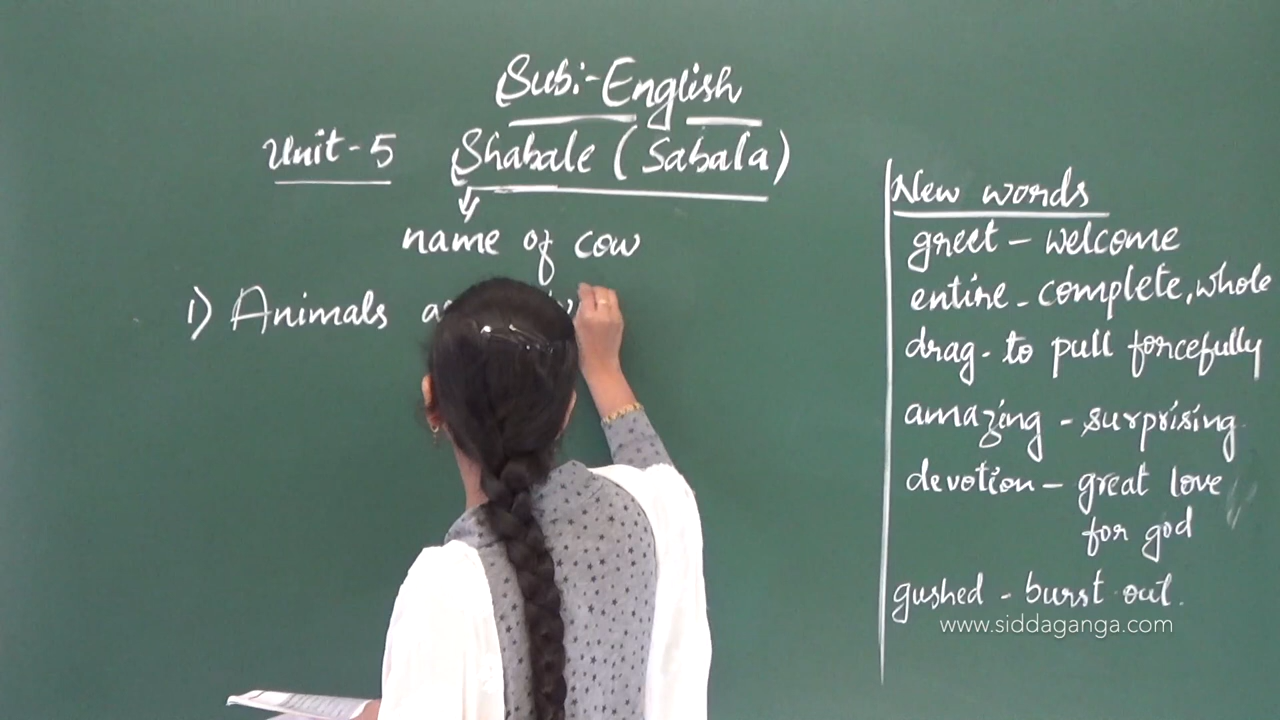 Sub:-English
Unit-5 Shabale (Sabala)
name of cow
1) Animals
New words
greet - welcome
entire - complete, whole
drag - to pull forcefully
amazing - surprising.
devotion - great love
for god
gushed - burst out.
www.siddaganga.com